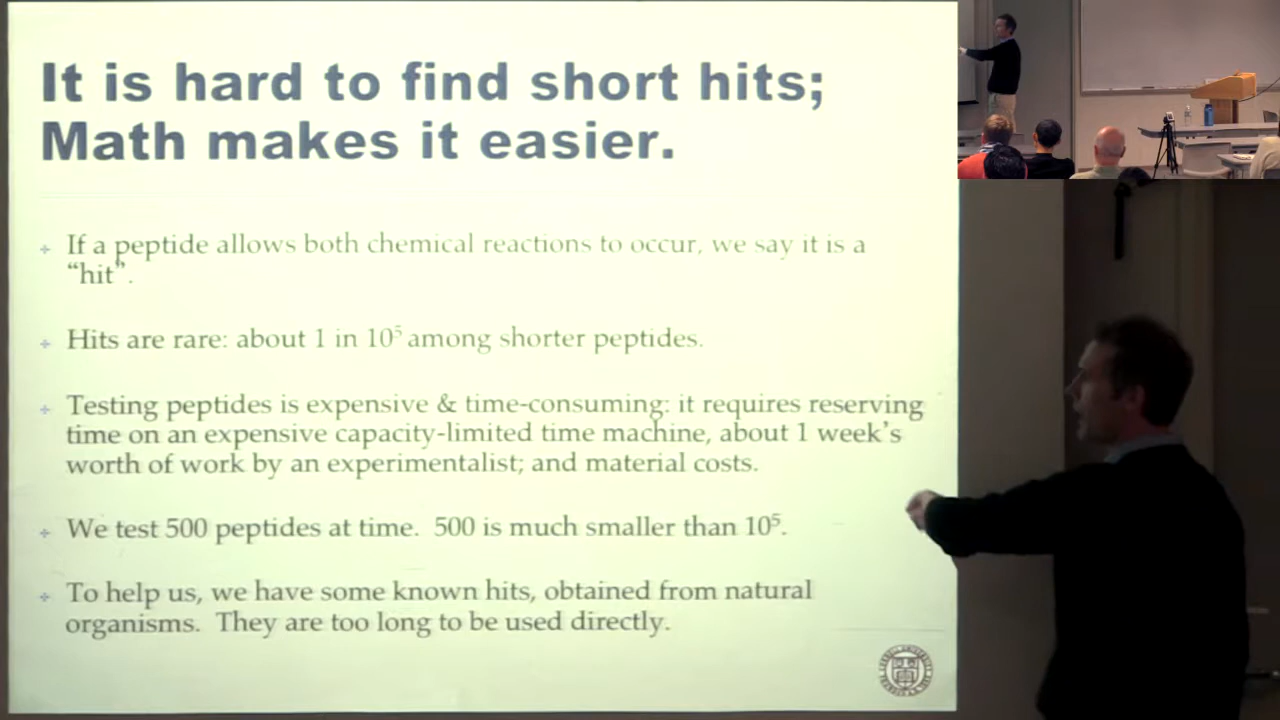 It is hard to find short hits;
Math makes it easier.
If a peptide allows both chemical reactions to occur, we say it is a
“hit”.
Hits are rare: about 1 in 10⁵ among shorter peptides.
Testing peptides is expensive & time-consuming: it requires reserving
time on an expensive capacity-limited time machine, about 1 week’s
worth of work by an experimentalist; and material costs.
We test 500 peptides at time.  500 is much smaller than 10⁵.
To help us, we have some known hits, obtained from natural
organisms.  They are too long to be used directly.